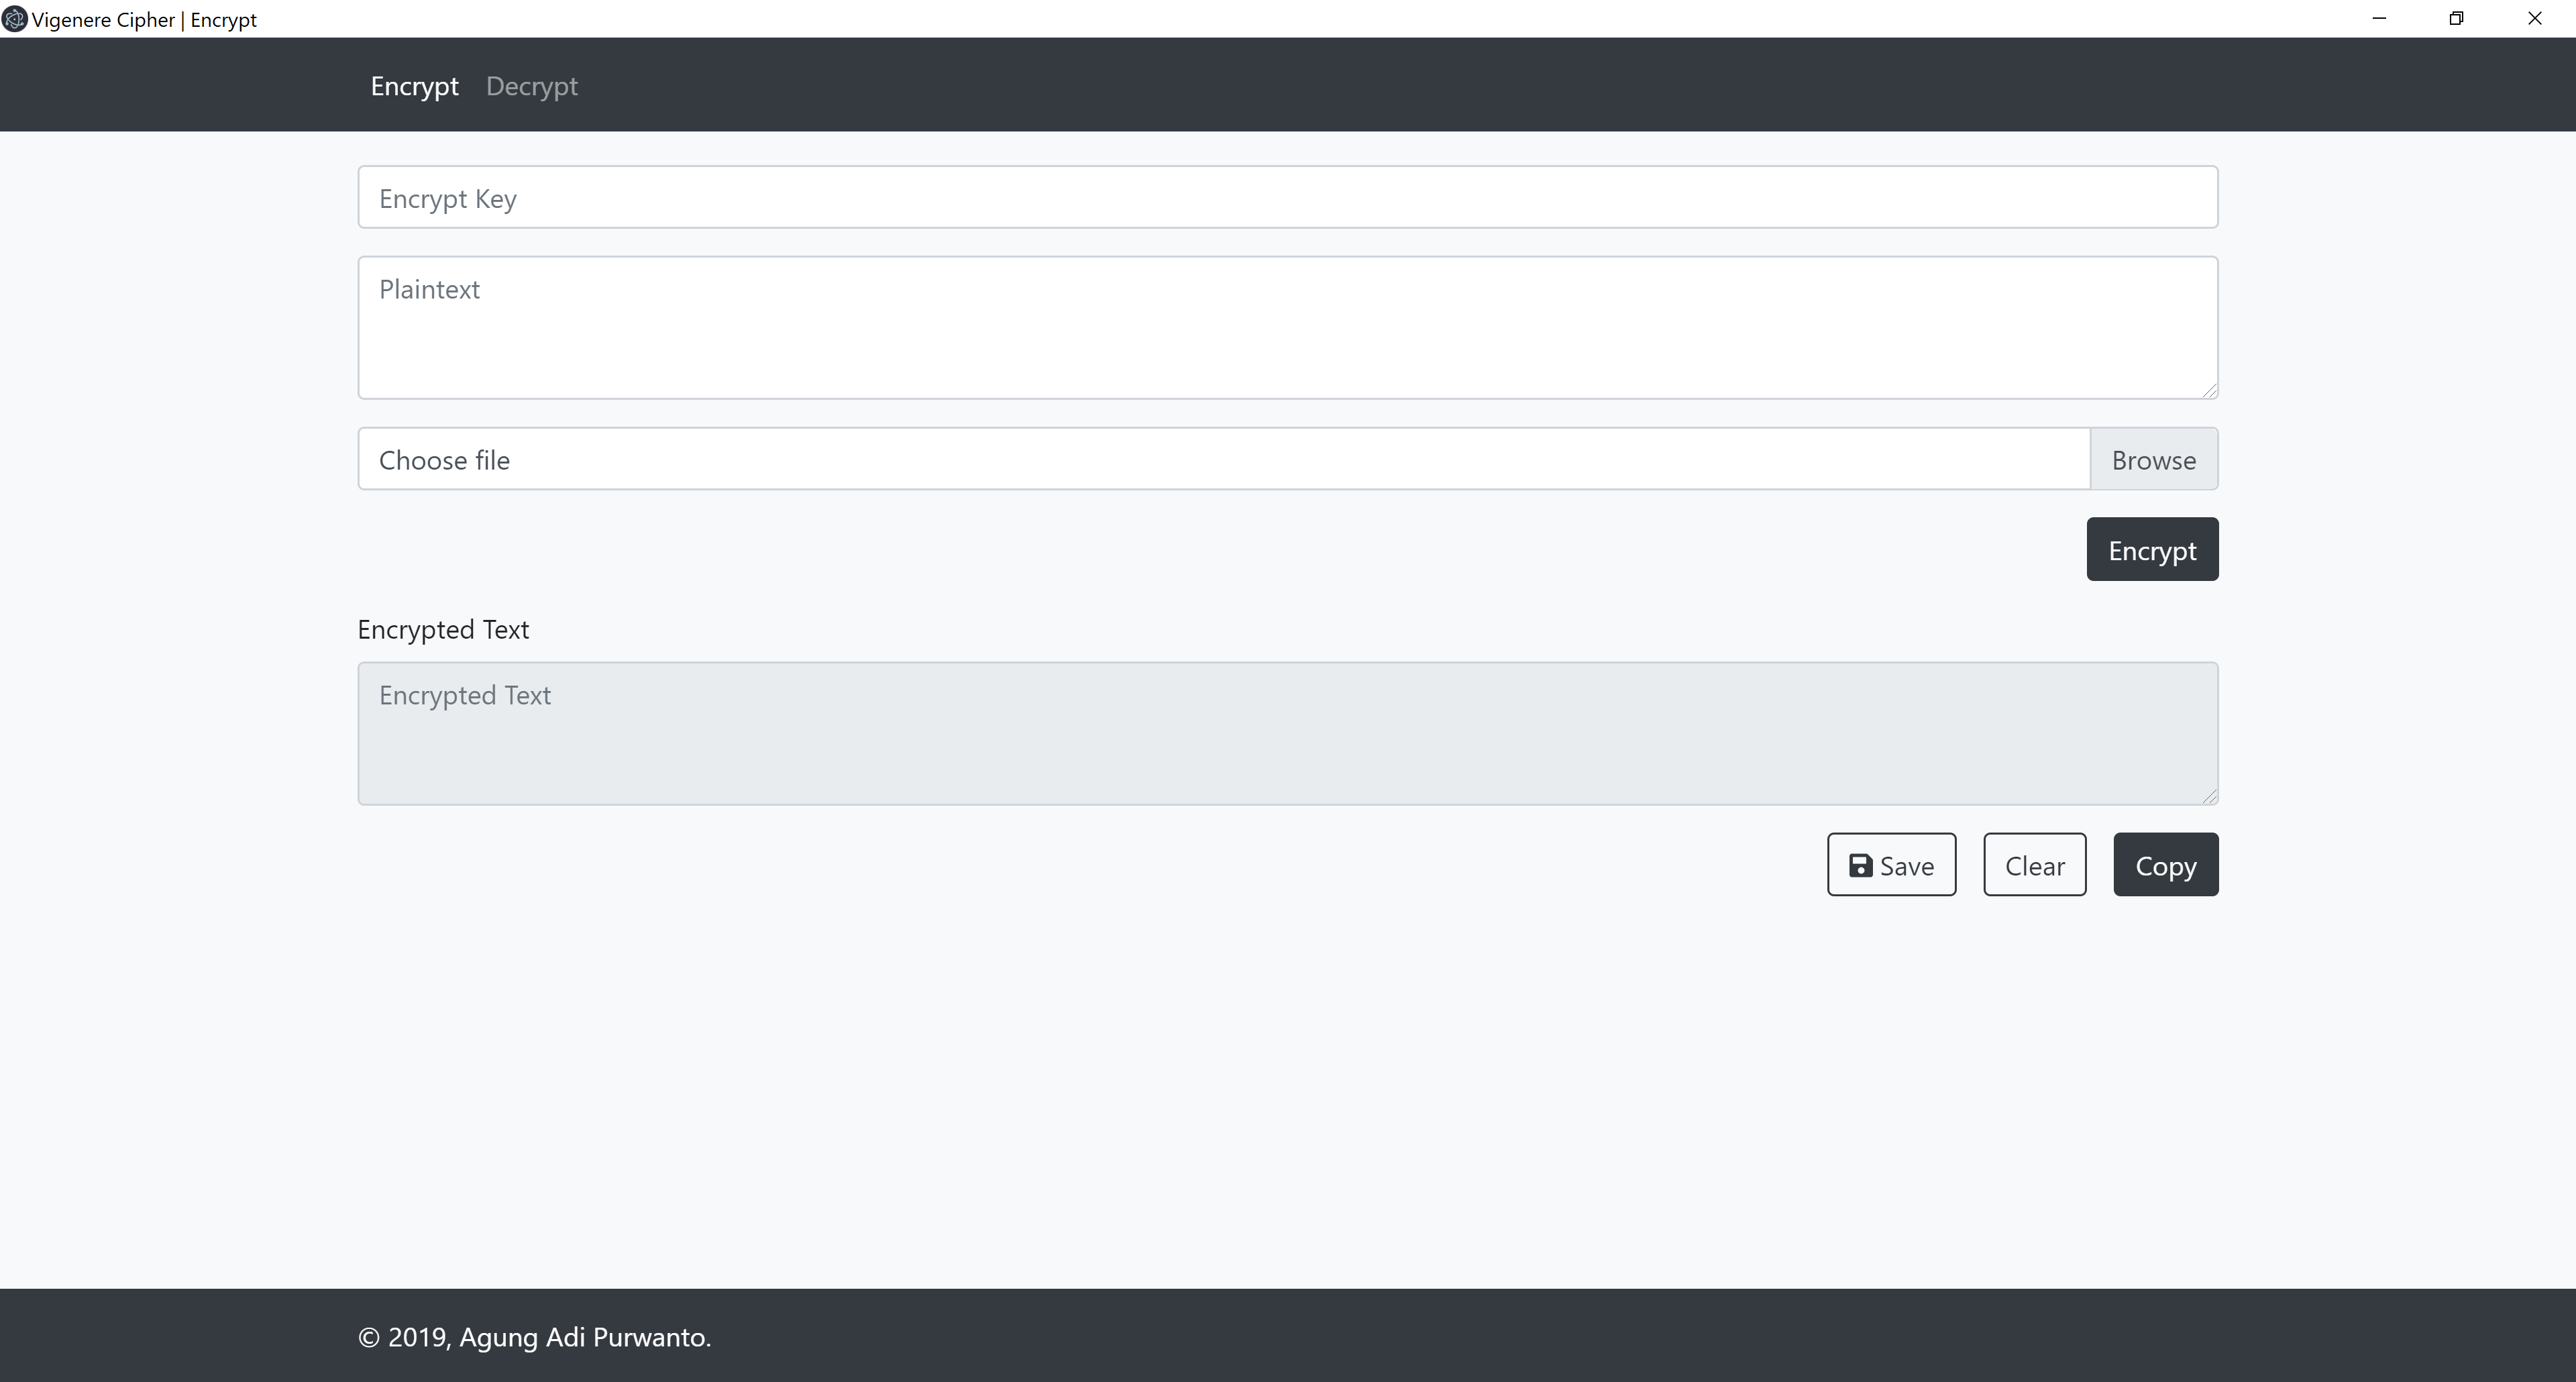 Vigenere Cipher | Encrypt
Encrypt Decrypt
Encrypt Key
Plaintext
Choose file Browse
Encrypt
Encrypted Text
Encrypted Text
Save Clear Copy
© 2019, Agung Adi Purwanto.